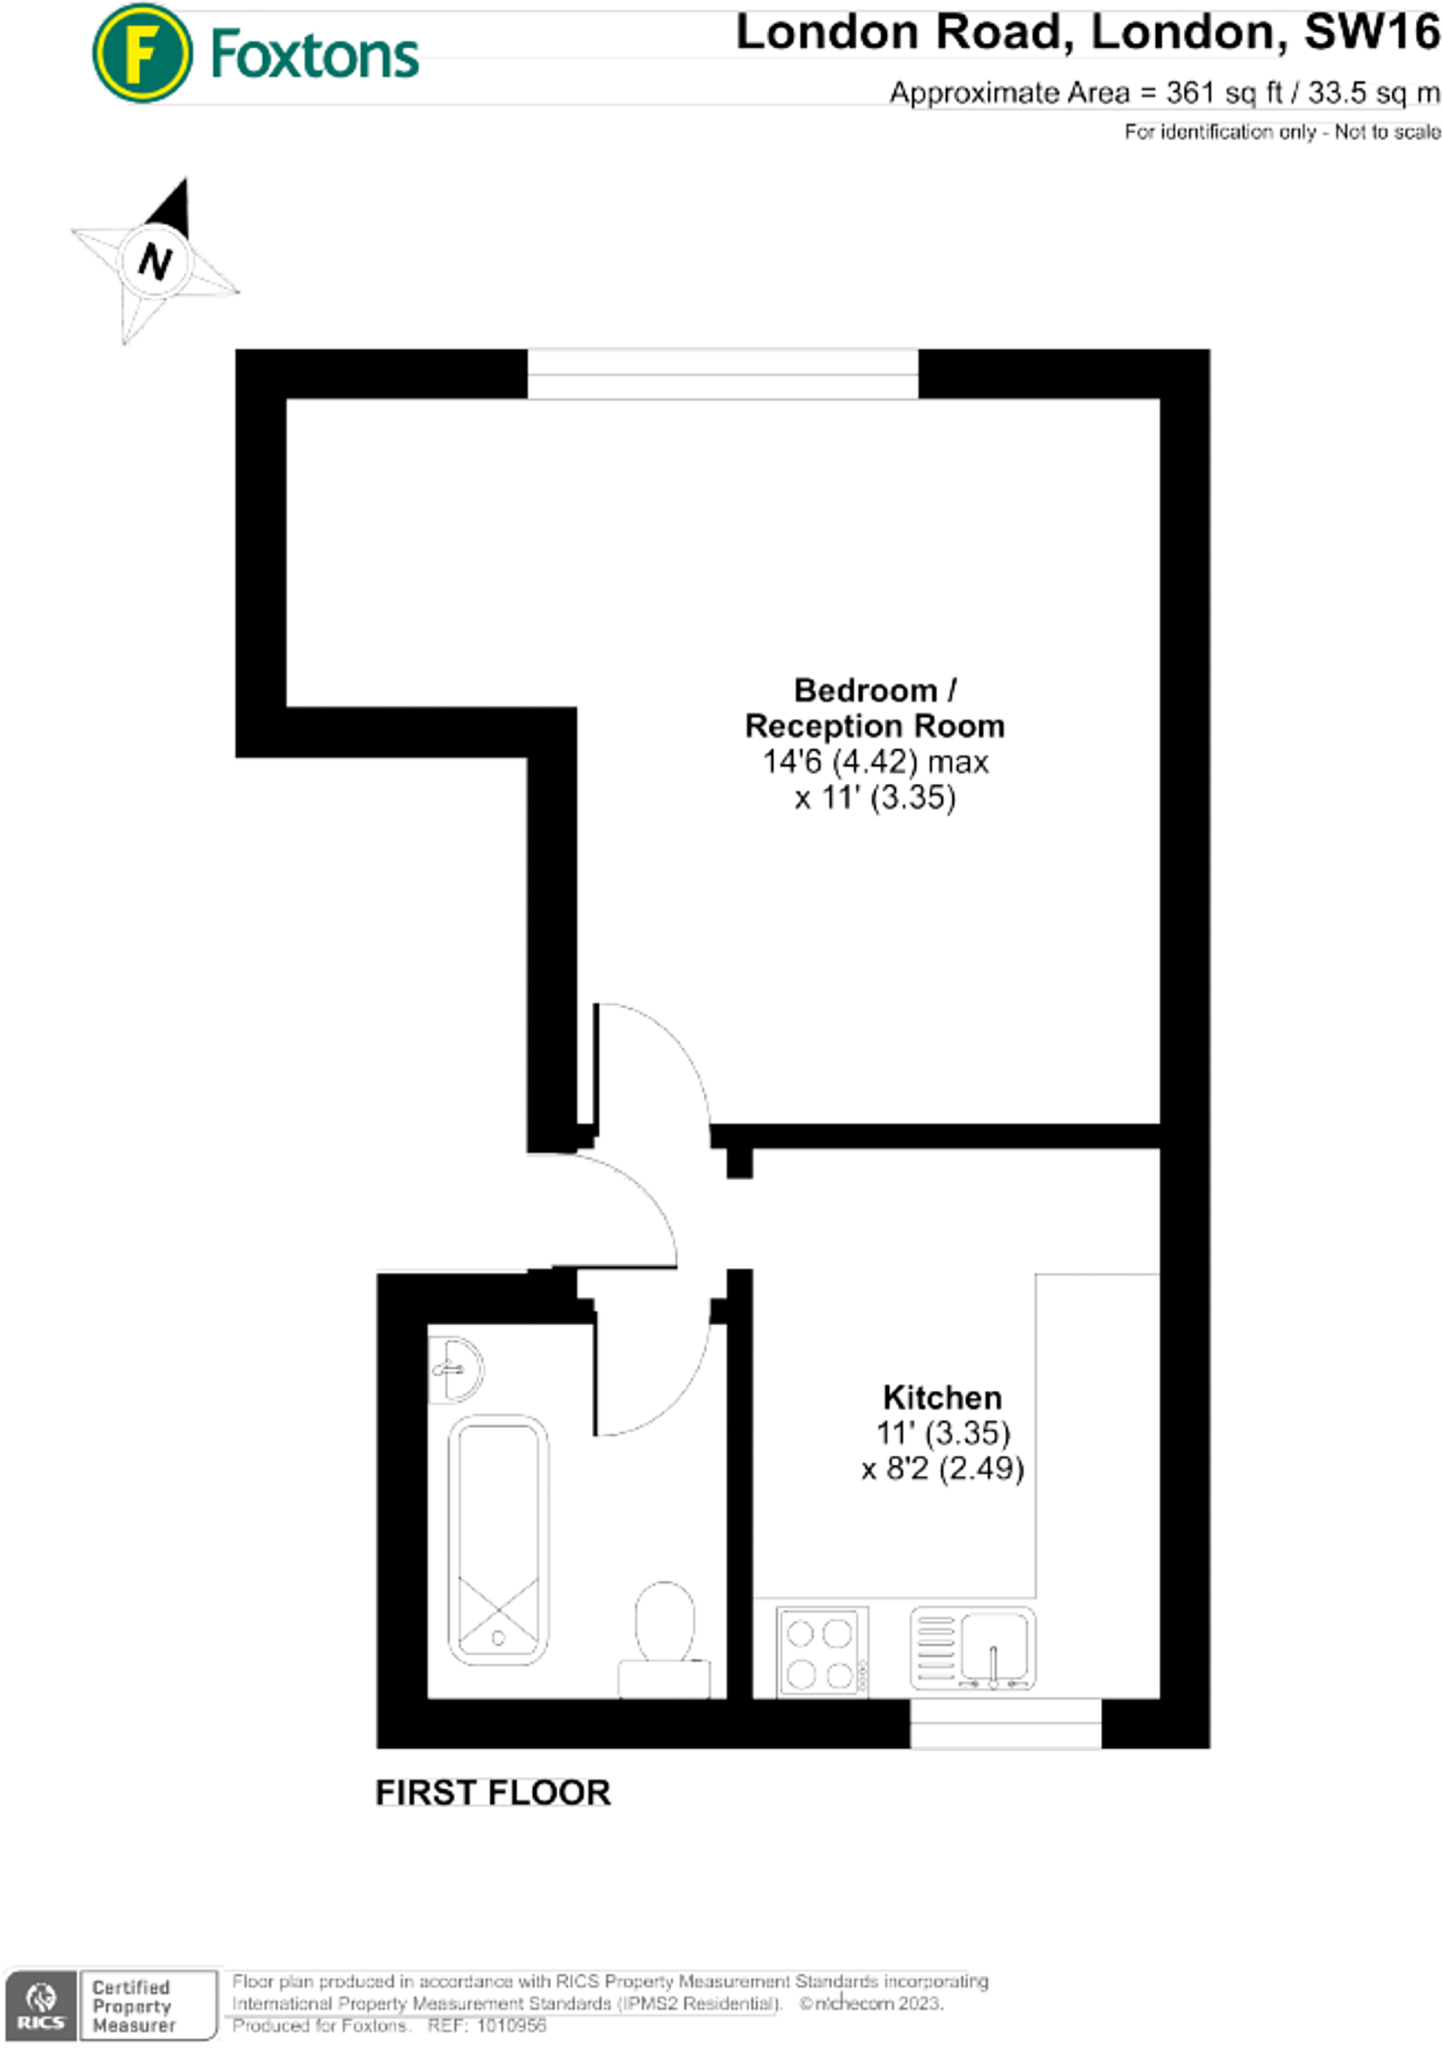 F Foxtons
London Road, London, SW16
Approximate Area = 361 sq ft / 33.5 sq m
For identification only - Not to scale
N
Bedroom /
Reception Room
14'6 (4.42) max
x 11' (3.35)
Kitchen
11' (3.35)
x 8'2 (2.49)
FIRST FLOOR
RICS
Certified
Property
Measurer
Floor plan produced in accordance with RICS Property Measurement Standards incorporating
International Property Measurement Standards (IPMS2 Residential). © nichecom 2023.
Produced for Foxtons. REF: 1010956